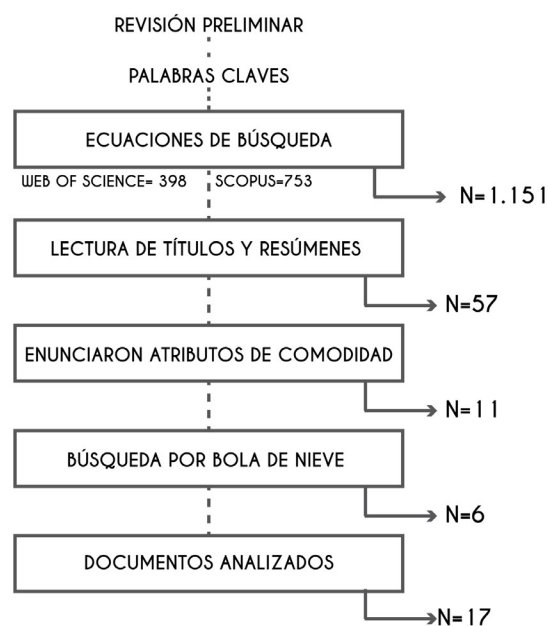 REVISIÓN PRELIMINAR
PALABRAS CLAVES
ECUACIONES DE BÚSQUEDA
WEB OF SCIENCE= 398 SCOPUS=753
N=1.151
LECTURA DE TÍTULOS Y RESÚMENES
N=57
ENUNCIARON ATRIBUTOS DE COMODIDAD
N=11
BÚSQUEDA POR BOLA DE NIEVE
N=6
DOCUMENTOS ANALIZADOS
N=17